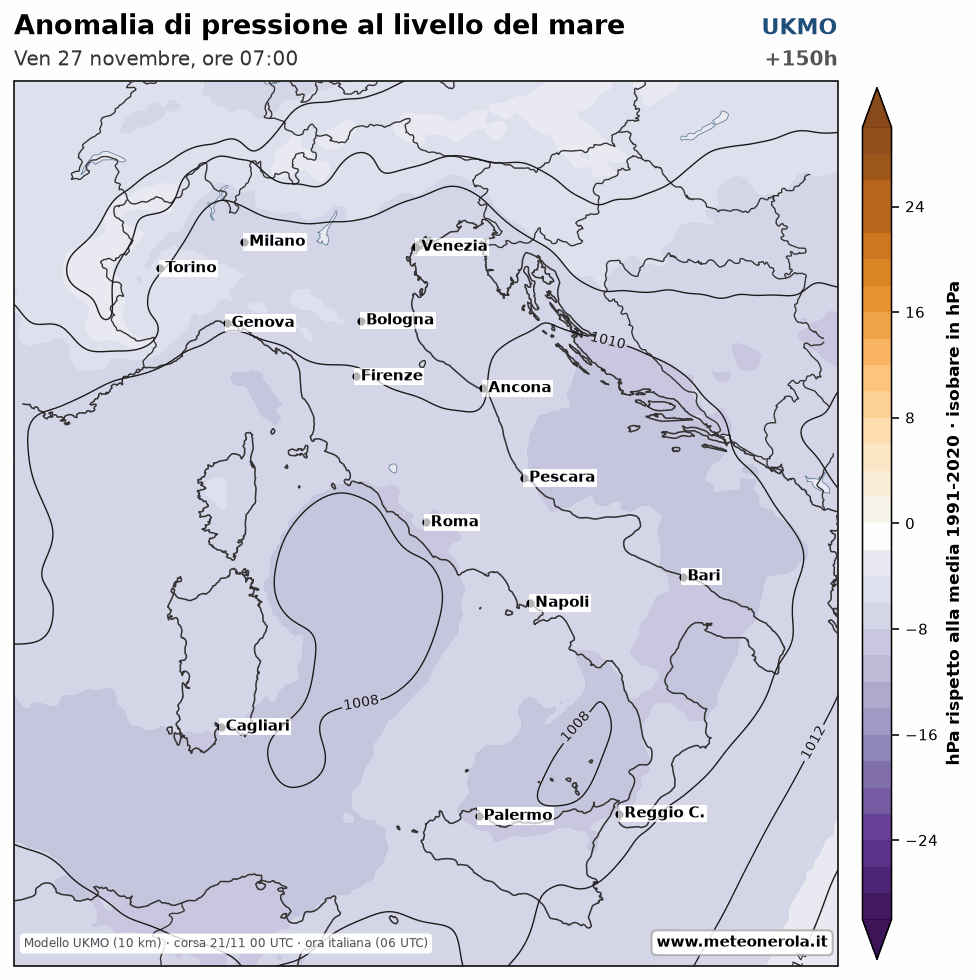 Anomalia di pressione al livello del mare
UKMO
Ven 27 novembre, ore 07:00
+150h
Milano
Venezia
Torino
Genova
Bologna
1010
Firenze
Ancona
Pescara
Roma
Bari
Napoli
1008
Cagliari
1008
1012
Palermo
Reggio C.
24
16
8
0
−8
−16
−24
hPa rispetto alla media 1991-2020 · isobare in hPa
Modello UKMO (10 km) · corsa 21/11 00 UTC · ora italiana (06 UTC)
www.meteonerola.it